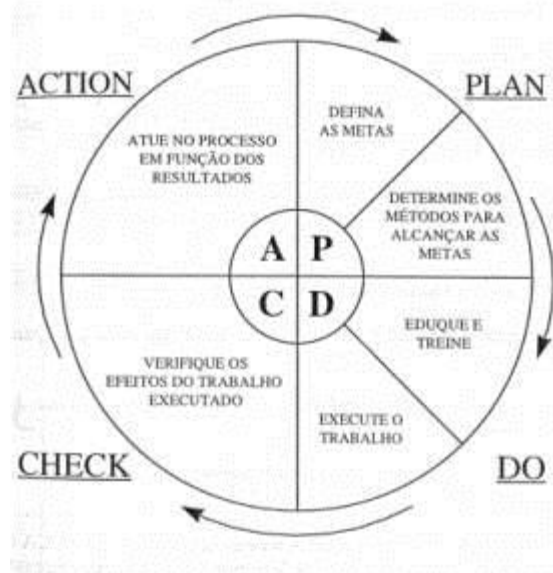 ACTION
PLAN
DEFINA
AS METAS
ATUE NO PROCESSO
EM FUNÇÃO DOS
RESULTADOS
DETERMINE OS
MÉTODOS PARA
ALCANÇAR AS
METAS
A P
C D
EDUQUE E
TREINE
VERIFIQUE OS
EFEITOS DO TRABALHO
EXECUTADO
EXECUTE O
TRABALHO
CHECK
DO